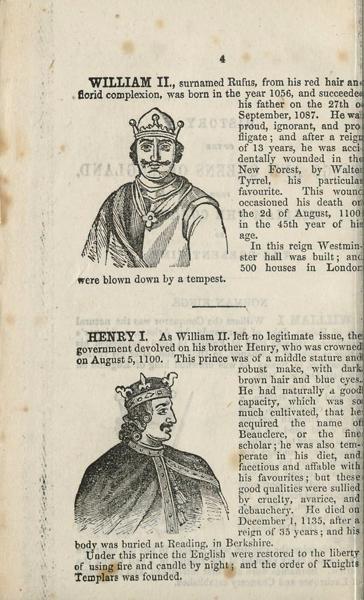 4
WILLIAM II., surnamed Rufus, from his red hair an
florid complexion, was born in the year 1056, and succeede
his father on the 27th o
September, 1087. He wa
proud, ignorant, and pro
fligate; and after a reign
of 13 years, he was acci
dentally wounded in the
New Forest, by Walte
Tyrrel, his particula
favourite. This woun
occasioned his death o
the 2d of August, 1100
in the 45th year of his
age.
In this reign Westmin-
ster hall was built; an
500 houses in London
were blown down by a tempest.
HENRY I. As William II. left no legitimate issue, the
government devolved on his brother Henry, who was crowned
on August 5, 1100. This prince was of a middle stature and
robust make, with dark
brown hair and blue eyes.
He had naturally a good
capacity, which was so
much cultivated, that he
acquired the name of
Beauclerc, or the fine
scholar; he was also tem-
perate in his diet, and
facetious and affable with
his favourites; but these
good qualities were sullied
by cruelty, avarice, and
debauchery. He died on
December 1, 1135, after a
reign of 35 years; and his
body was buried at Reading, in Berkshire.
Under this prince the English were restored to the liberty
of using fire and candle by night; and the order of Knights
Templars was founded.